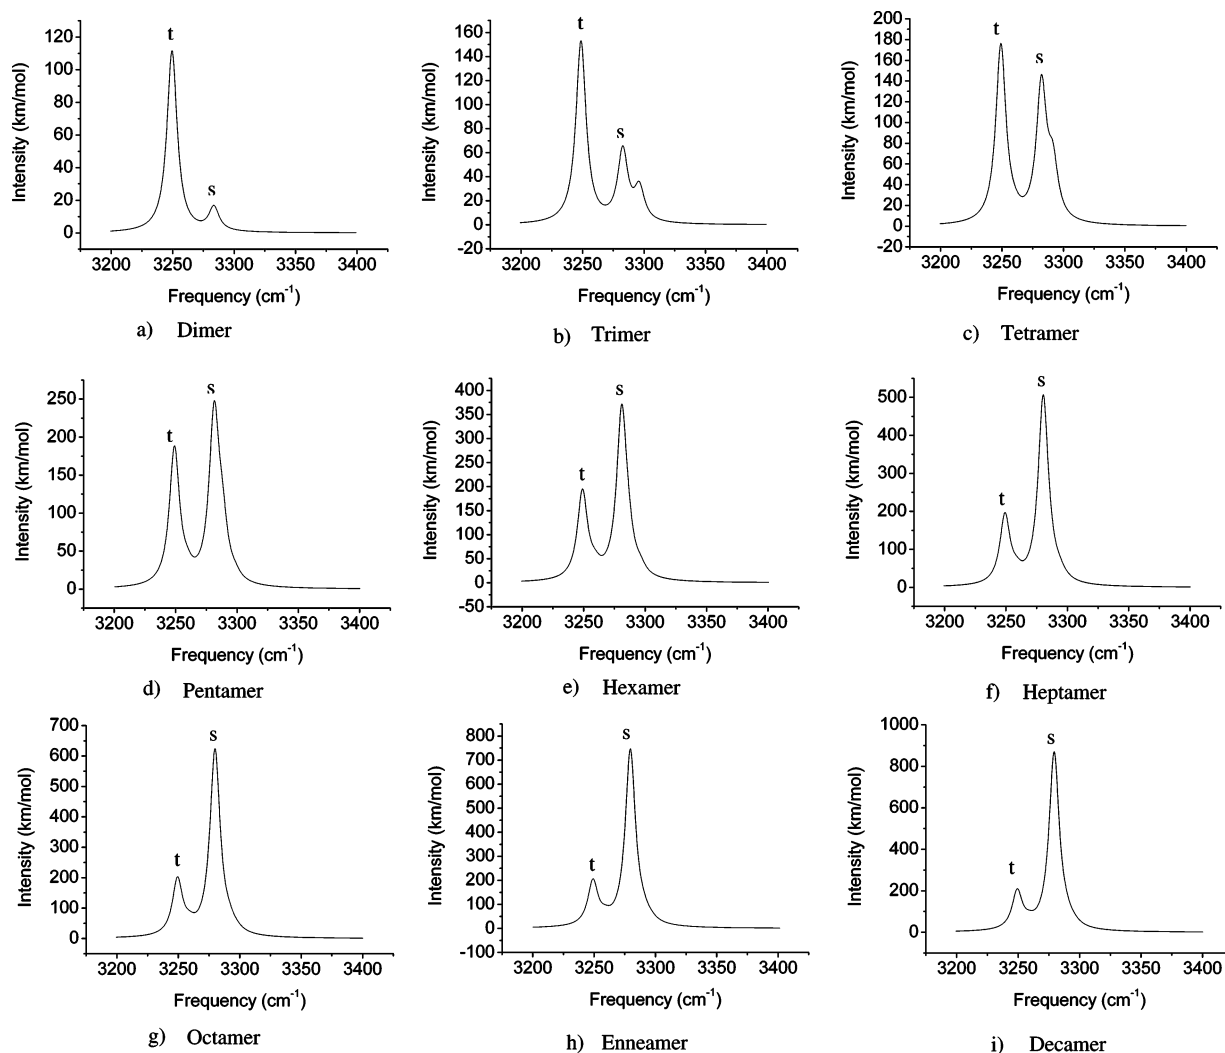 t
s
120
100
80
60
40
20
0
Intensity (km/mol)
3200 3250 3300 3350 3400
Frequency (cm-1)
a) Dimer
t
s
160
140
120
100
80
60
40
20
0
-20
Intensity (km/mol)
3200 3250 3300 3350 3400
Frequency (cm-1)
b) Trimer
t
s
200
180
160
140
120
100
80
60
40
20
0
-20
Intensity (km/mol)
3200 3250 3300 3350 3400
Frequency (cm-1)
c) Tetramer
s
t
250
200
150
100
50
0
Intensity (km/mol)
3200 3250 3300 3350 3400
Frequency (cm-1)
d) Pentamer
s
t
400
350
300
250
200
150
100
50
0
-50
Intensity (km/mol)
3200 3250 3300 3350 3400
Frequency (cm-1)
e) Hexamer
s
t
500
400
300
200
100
0
Intensity (km/mol)
3200 3250 3300 3350 3400
Frequency (cm-1)
f) Heptamer
s
t
700
600
500
400
300
200
100
0
Intensity (km/mol)
3200 3250 3300 3350 3400
Frequency (cm-1)
g) Octamer
s
t
800
700
600
500
400
300
200
100
0
-100
Intensity (km/mol)
3200 3250 3300 3350 3400
Frequency (cm-1)
h) Enneamer
s
t
1000
800
600
400
200
0
Intensity (km/mol)
3200 3250 3300 3350 3400
Frequency (cm-1)
i) Decamer